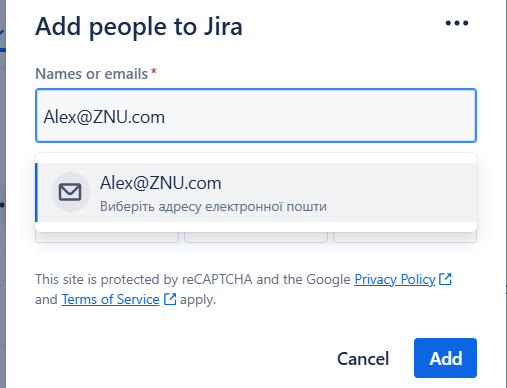 Add people to Jira
Names or emails *
Alex@ZNU.com
Alex@ZNU.com
Виберіть адресу електронної пошти
This site is protected by reCAPTCHA and the Google Privacy Policy
and Terms of Service apply.
Cancel
Add